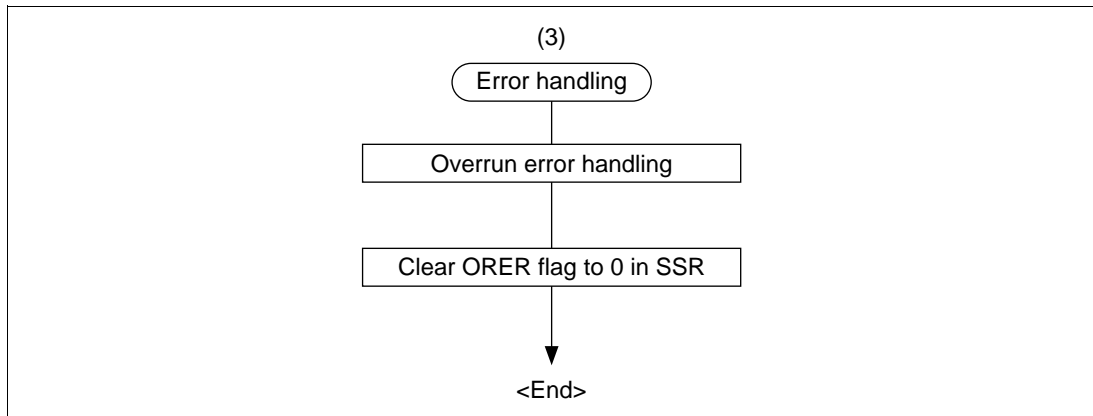 (3)
Error handling
Overrun error handling
Clear ORER flag to 0 in SSR
<End>